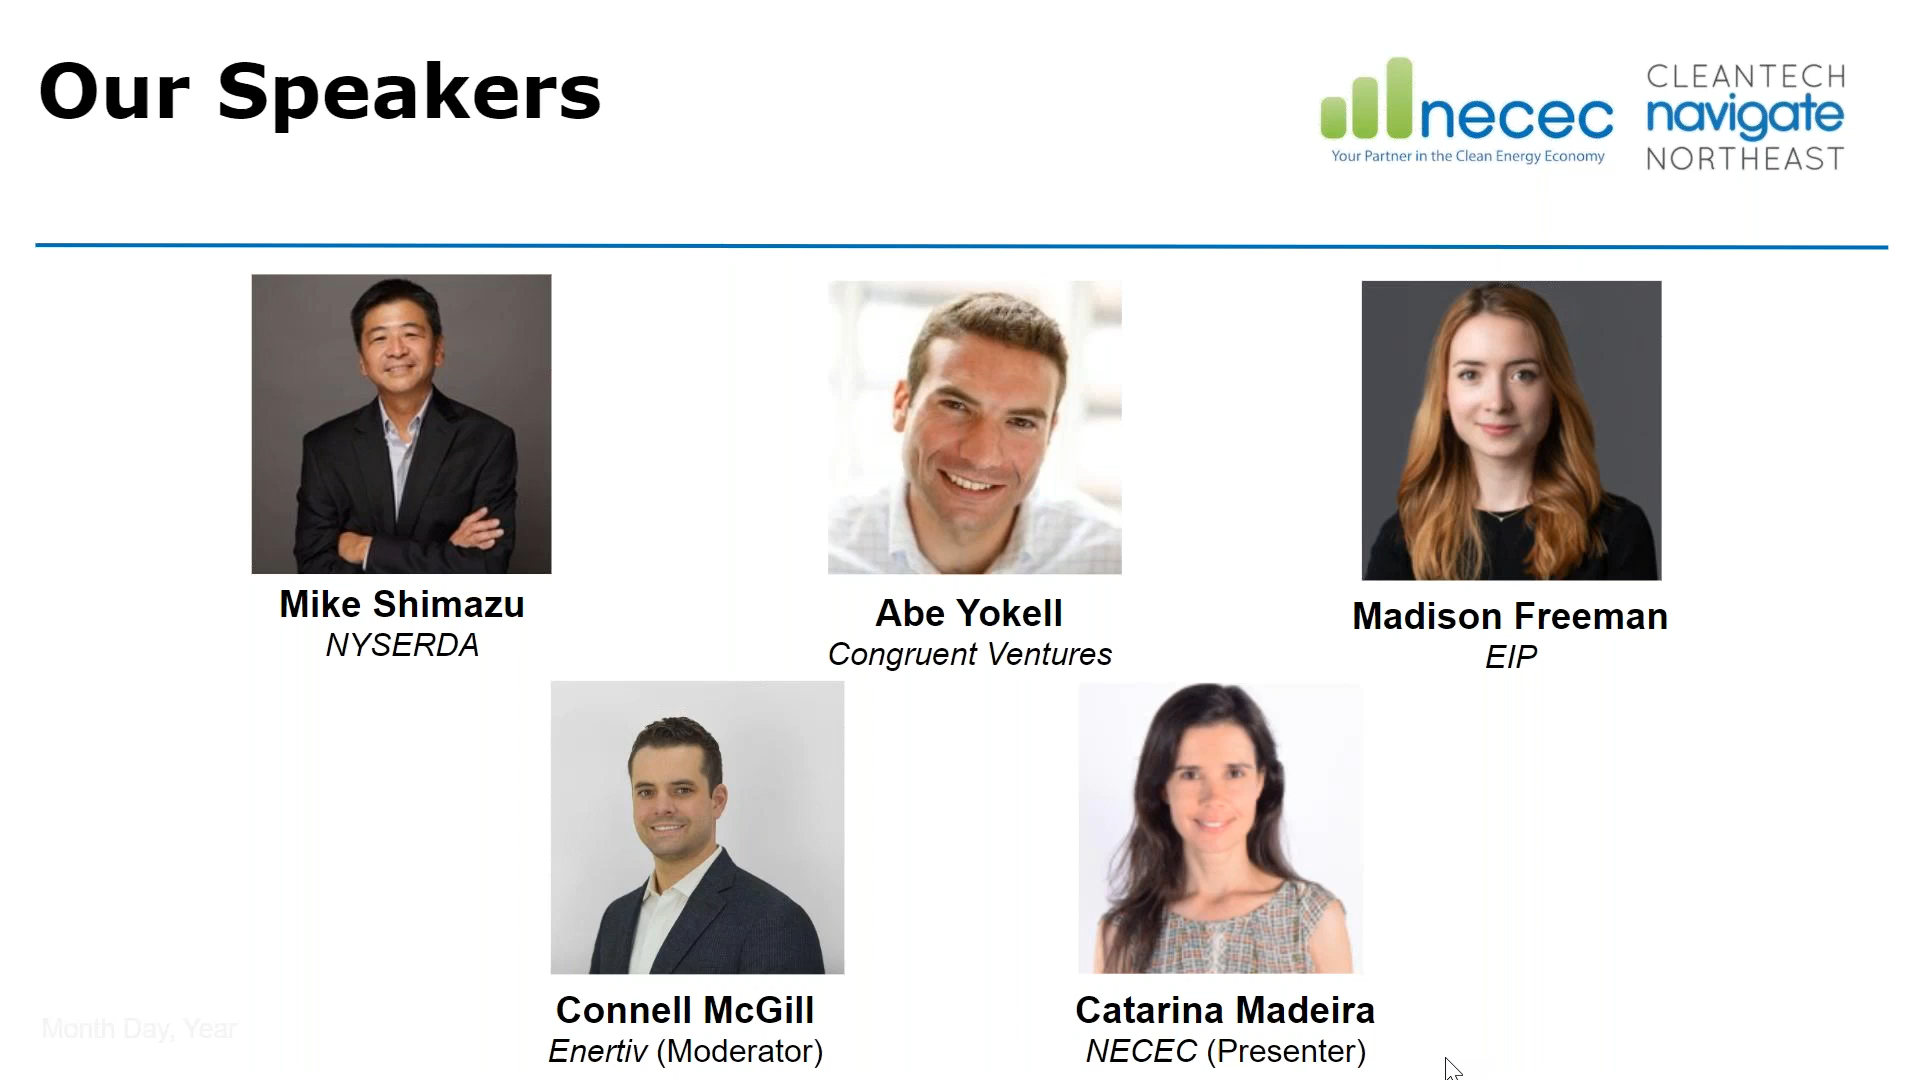 Our Speakers
necec
Your Partner in the Clean Energy Economy
CLEANTECH
navigate
NORTHEAST
Mike Shimazu
NYSERDA
Abe Yokell
Congruent Ventures
Madison Freeman
EIP
Connell McGill
Enertiv (Moderator)
Catarina Madeira
NECEC (Presenter)
Month Day, Year